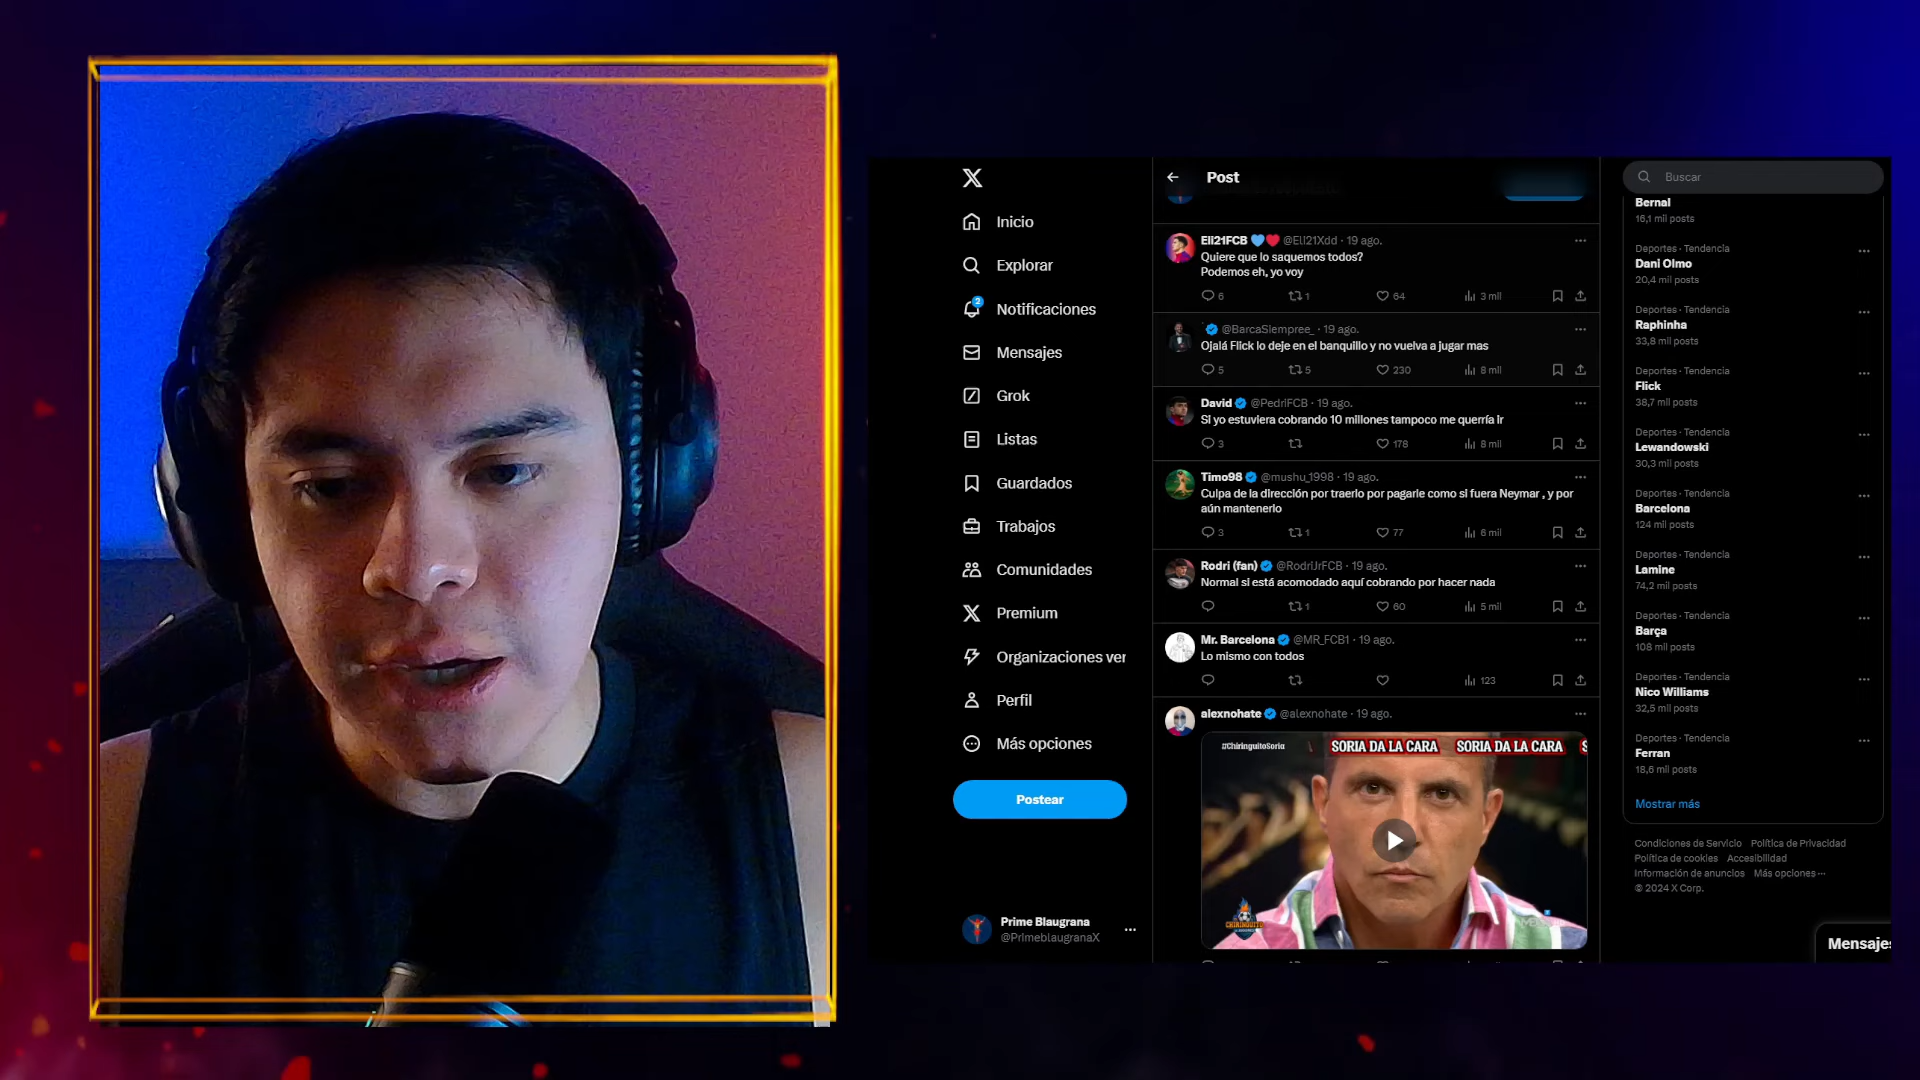 Inicio
Explorar
2
Notificaciones
Mensajes
Grok
Listas
Guardados
Trabajos
Comunidades
Premium
Organizaciones ver
Perfil
Más opciones
Postear
Prime Blaugrana
@PrimeblaugranaX
Post
Eli21FCB 💙❤️ @Eli21Xdd · 19 ago.
Quiere que lo saquemos todos?
Podemos eh, yo voy
6 1 64 3 mil
@BarcaSiempree_ · 19 ago.
Ojalá Flick lo deje en el banquillo y no vuelva a jugar mas
5 5 230 8 mil
David @PedriFCB · 19 ago.
Si yo estuviera cobrando 10 millones tampoco me querría ir
3 178 8 mil
Timo98 @mushu_1998 · 19 ago.
Culpa de la dirección por traerlo por pagarle como si fuera Neymar , y por
aún mantenerlo
3 1 77 6 mil
Rodri (fan) @RodriJrFCB · 19 ago.
Normal si está acomodado aquí cobrando por hacer nada
1 60 5 mil
Mr. Barcelona @MR_FCB1 · 19 ago.
Lo mismo con todos
123
alexnohate @alexnohate · 19 ago.
#ChiringuitoSoria
SORIA DA LA CARA SORIA DA LA CARA S
CHIRINGUITO
Buscar
Bernal
16,1 mil posts
Deportes · Tendencia
Dani Olmo
20,4 mil posts
Deportes · Tendencia
Raphinha
33,8 mil posts
Deportes · Tendencia
Flick
38,7 mil posts
Deportes · Tendencia
Lewandowski
30,3 mil posts
Deportes · Tendencia
Barcelona
124 mil posts
Deportes · Tendencia
Lamine
74,2 mil posts
Deportes · Tendencia
Barça
108 mil posts
Deportes · Tendencia
Nico Williams
32,5 mil posts
Deportes · Tendencia
Ferran
18,6 mil posts
Mostrar más
Condiciones de Servicio Política de Privacidad
Política de cookies Accesibilidad
Información de anuncios Más opciones ···
© 2024 X Corp.
Mensajes